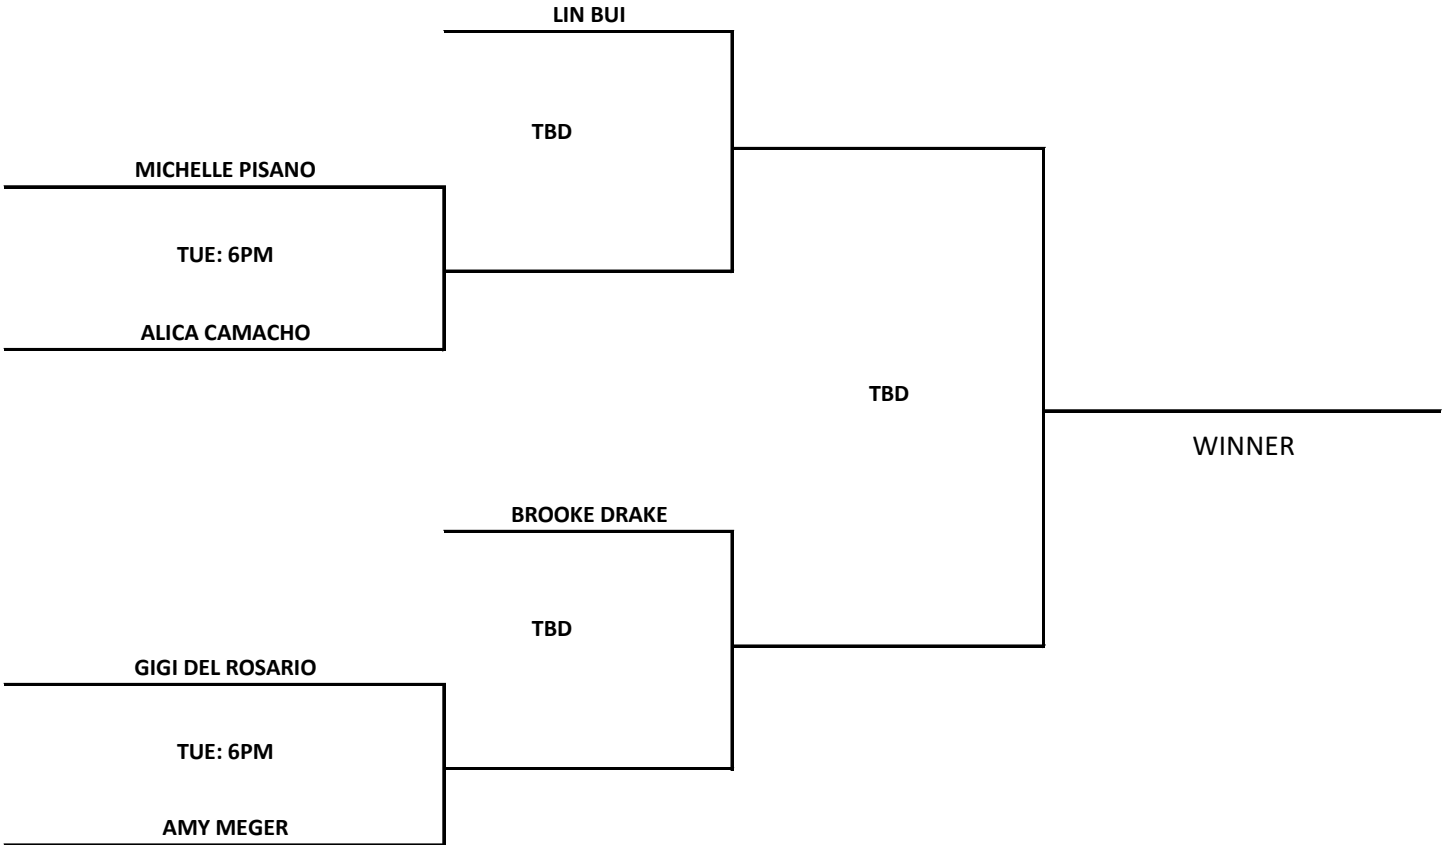 LIN BUI
TBD
MICHELLE PISANO
TUE: 6PM
ALICA CAMACHO
TBD
WINNER
BROOKE DRAKE
TBD
GIGI DEL ROSARIO
TUE: 6PM
AMY MEGER